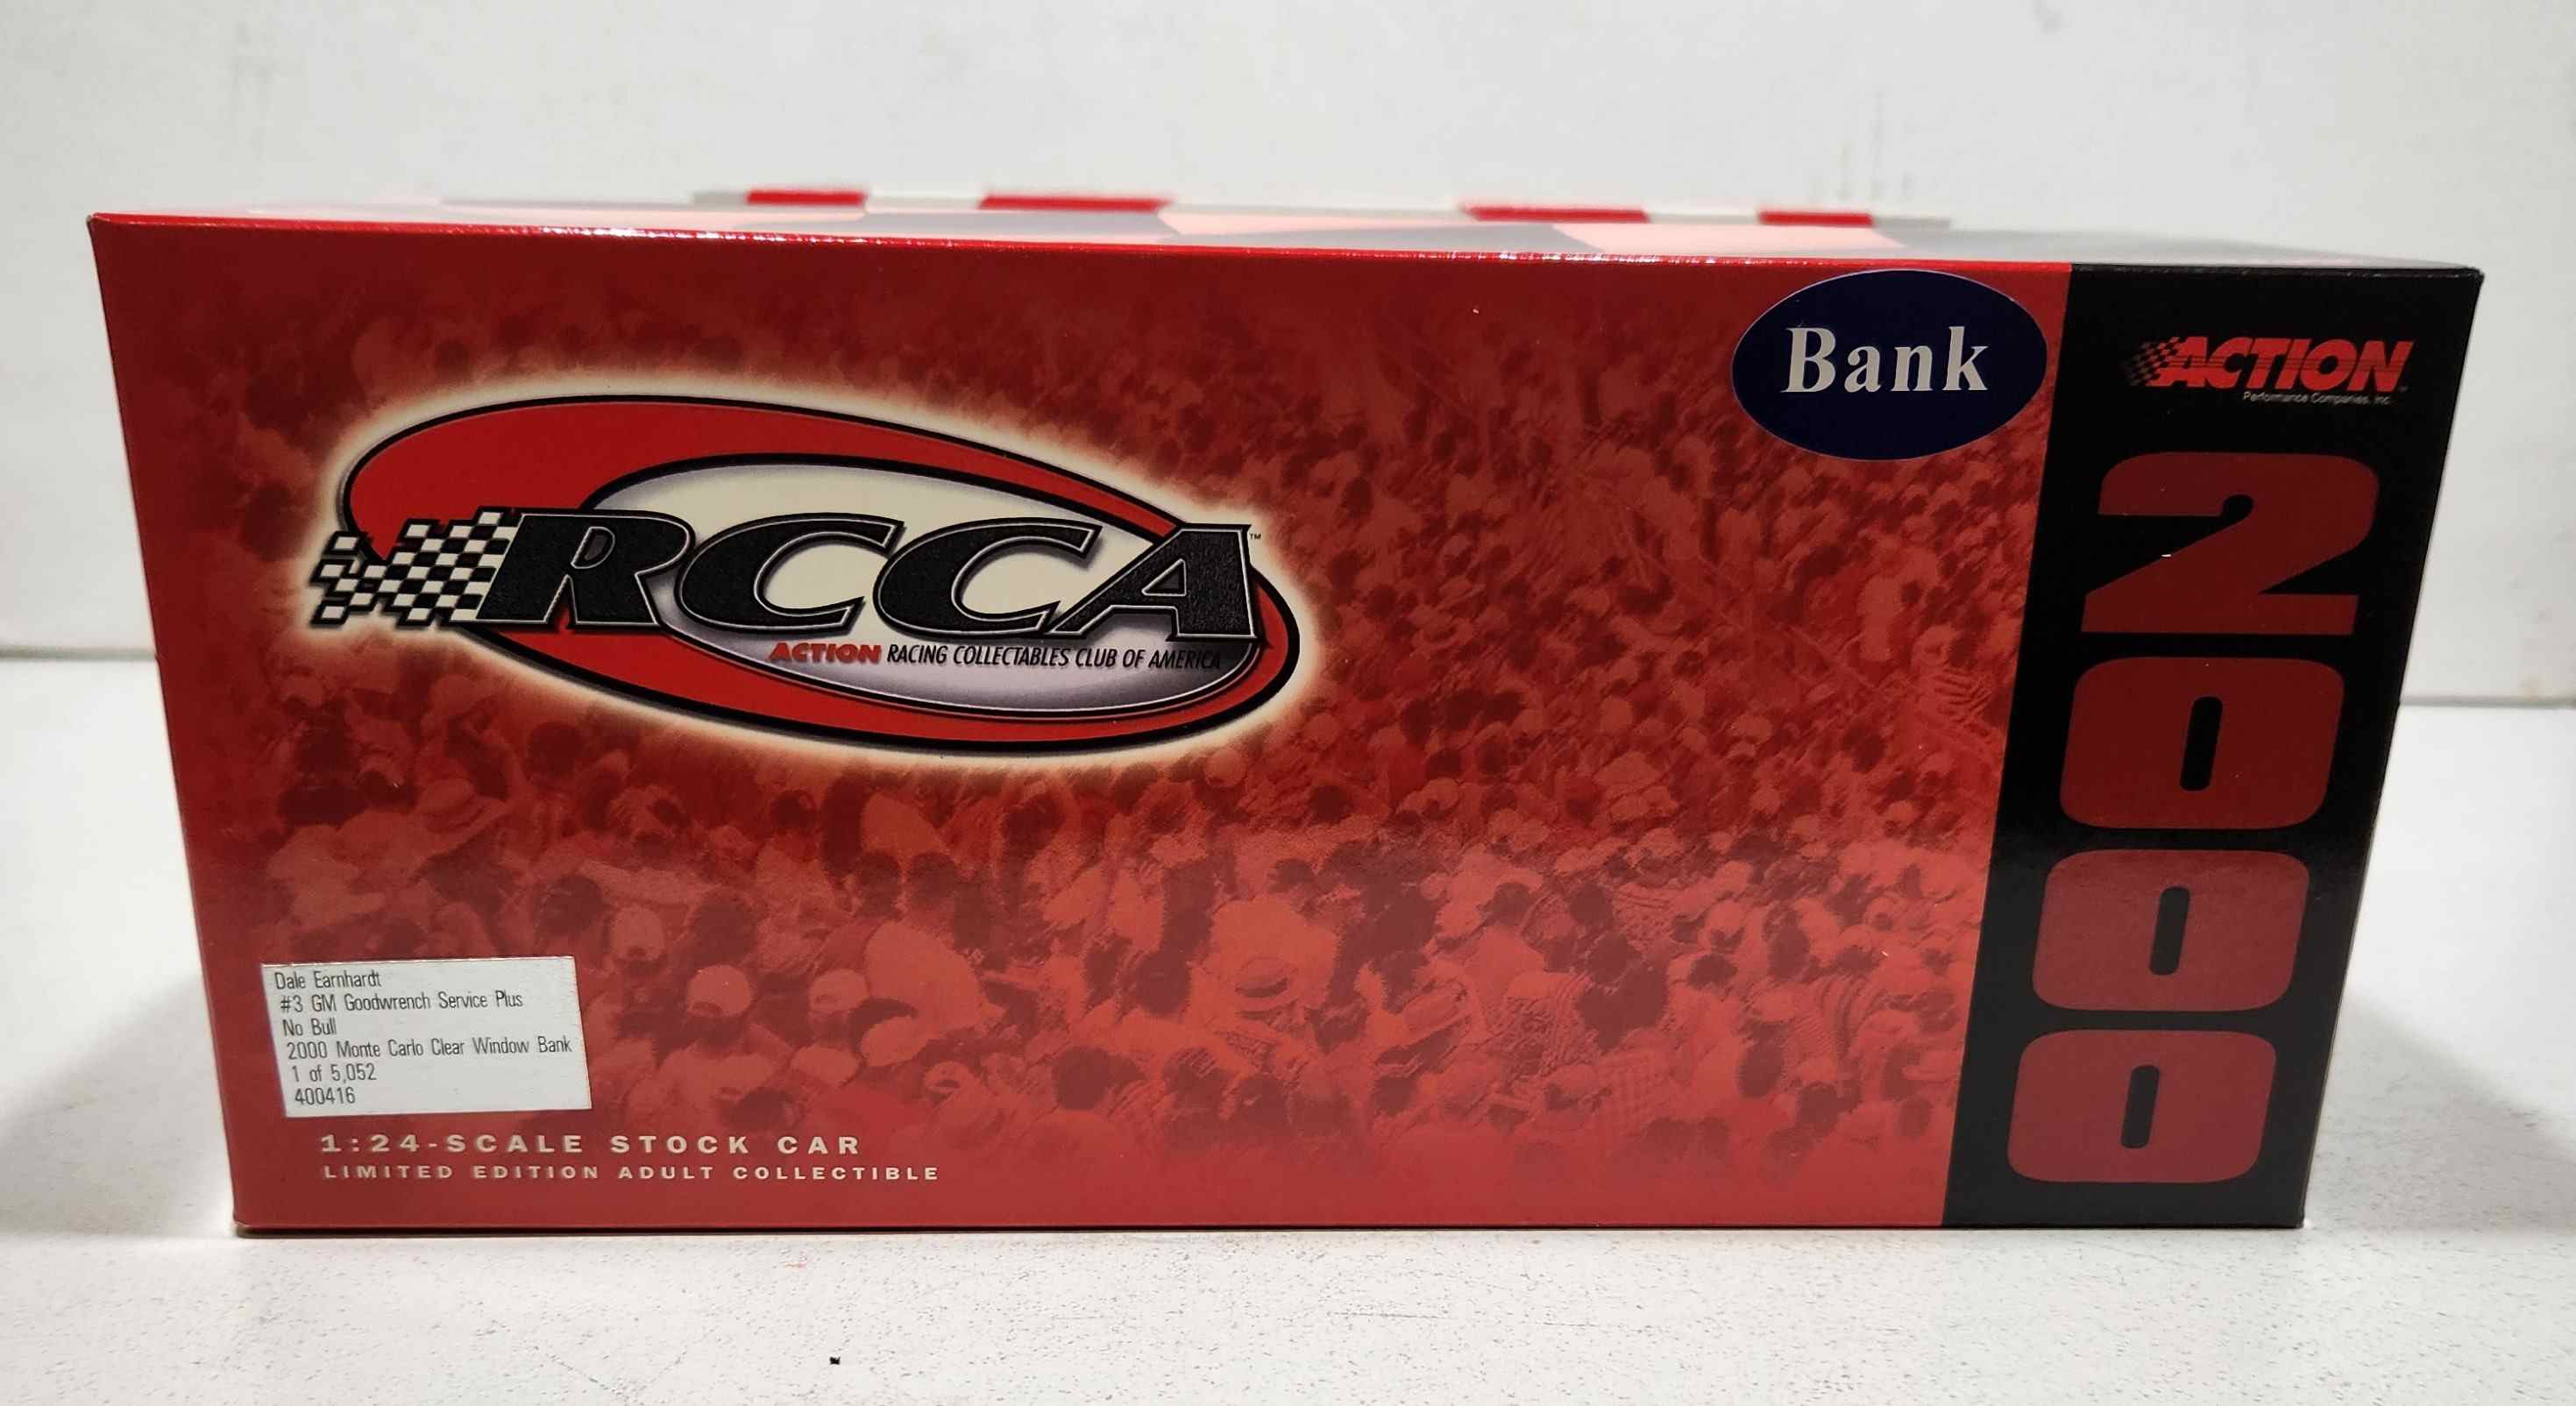 Bank
ACTION
Performance Companies, Inc.
2000
RCCA™
ACTION RACING COLLECTABLES CLUB OF AMERICA
Dale Earnhardt
#3 GM Goodwrench Service Plus
No Bull
2000 Monte Carlo Clear Window Bank
1 of 5,052
400416
1:24-SCALE STOCK CAR
LIMITED EDITION ADULT COLLECTIBLE